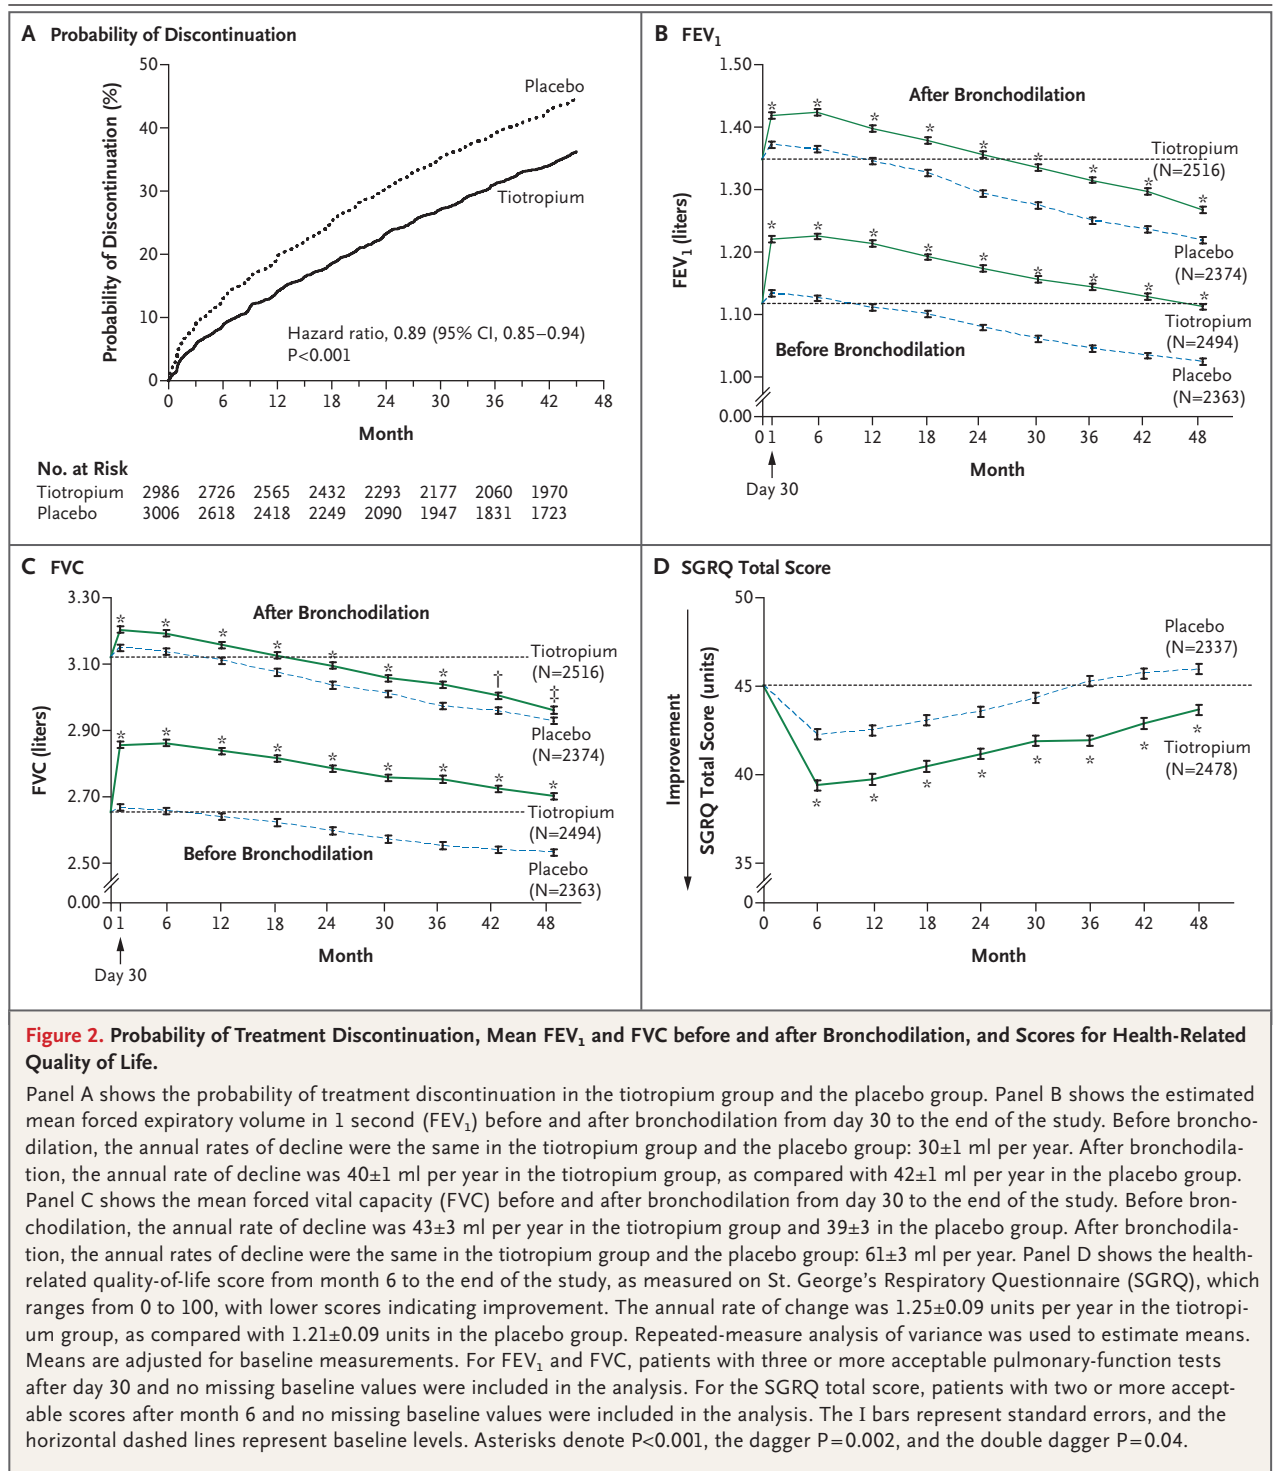 A Probability of Discontinuation
50
40
30
20
10
0
Probability of Discontinuation (%)
Placebo
Tiotropium
Hazard ratio, 0.89 (95% CI, 0.85–0.94)
P<0.001
0 6 12 18 24 30 36 42 48
Month
No. at Risk
Tiotropium 2986 2726 2565 2432 2293 2177 2060 1970
Placebo 3006 2618 2418 2249 2090 1947 1831 1723
B FEV₁
1.50
1.40
1.30
1.20
1.10
1.00
0.00
FEV₁ (liters)
After Bronchodilation
* * * * * * * * *
Tiotropium
(N=2516)
Placebo
(N=2374)
* * * * * * * * *
Tiotropium
(N=2494)
Before Bronchodilation
Placebo
(N=2363)
0 1 6 12 18 24 30 36 42 48
Month
Day 30
C FVC
3.30
3.10
2.90
2.70
2.50
0.00
FVC (liters)
After Bronchodilation
* * * * * * * † ‡
Tiotropium
(N=2516)
Placebo
(N=2374)
* * * * * * * * *
Tiotropium
(N=2494)
Before Bronchodilation
Placebo
(N=2363)
0 1 6 12 18 24 30 36 42 48
Month
Day 30
D SGRQ Total Score
50
45
40
35
0
Improvement
SGRQ Total Score (units)
Placebo
(N=2337)
Tiotropium
(N=2478)
* * * * * * * *
0 6 12 18 24 30 36 42 48
Month
Figure 2. Probability of Treatment Discontinuation, Mean FEV₁ and FVC before and after Bronchodilation, and Scores for Health-Related
Quality of Life.
Panel A shows the probability of treatment discontinuation in the tiotropium group and the placebo group. Panel B shows the estimated
mean forced expiratory volume in 1 second (FEV₁) before and after bronchodilation from day 30 to the end of the study. Before broncho-
dilation, the annual rates of decline were the same in the tiotropium group and the placebo group: 30±1 ml per year. After bronchodila-
tion, the annual rate of decline was 40±1 ml per year in the tiotropium group, as compared with 42±1 ml per year in the placebo group.
Panel C shows the mean forced vital capacity (FVC) before and after bronchodilation from day 30 to the end of the study. Before bron-
chodilation, the annual rate of decline was 43±3 ml per year in the tiotropium group and 39±3 in the placebo group. After bronchodila-
tion, the annual rates of decline were the same in the tiotropium group and the placebo group: 61±3 ml per year. Panel D shows the health-
related quality-of-life score from month 6 to the end of the study, as measured on St. George's Respiratory Questionnaire (SGRQ), which
ranges from 0 to 100, with lower scores indicating improvement. The annual rate of change was 1.25±0.09 units per year in the tiotropi-
um group, as compared with 1.21±0.09 units in the placebo group. Repeated-measure analysis of variance was used to estimate means.
Means are adjusted for baseline measurements. For FEV₁ and FVC, patients with three or more acceptable pulmonary-function tests
after day 30 and no missing baseline values were included in the analysis. For the SGRQ total score, patients with two or more accept-
able scores after month 6 and no missing baseline values were included in the analysis. The I bars represent standard errors, and the
horizontal dashed lines represent baseline levels. Asterisks denote P<0.001, the dagger P=0.002, and the double dagger P=0.04.